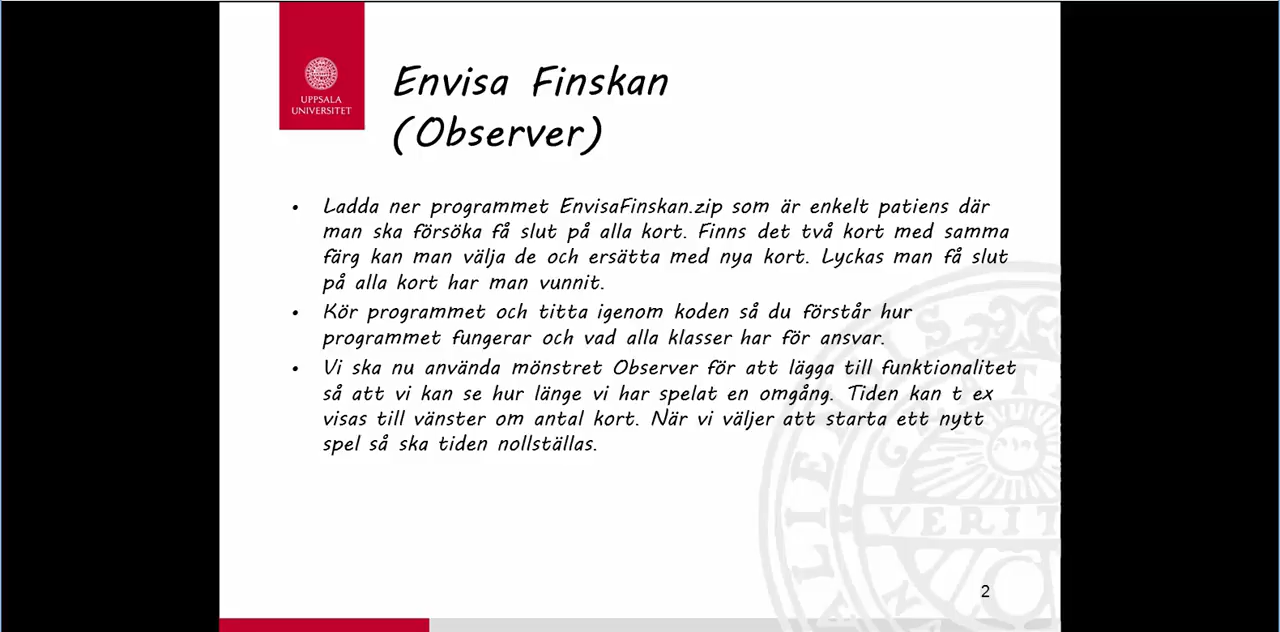 UPPSALA
UNIVERSITET
Envisa Finskan
(Observer)
• Ladda ner programmet EnvisaFinskan.zip som är enkelt patiens där
man ska försöka få slut på alla kort. Finns det två kort med samma
färg kan man välja de och ersätta med nya kort. Lyckas man få slut
på alla kort har man vunnit.
• Kör programmet och titta igenom koden så du förstår hur
programmet fungerar och vad alla klasser har för ansvar.
• Vi ska nu använda mönstret Observer för att lägga till funktionalitet
så att vi kan se hur länge vi har spelat en omgång. Tiden kan t ex
visas till vänster om antal kort. När vi väljer att starta ett nytt
spel så ska tiden nollställas.
VERIT
2